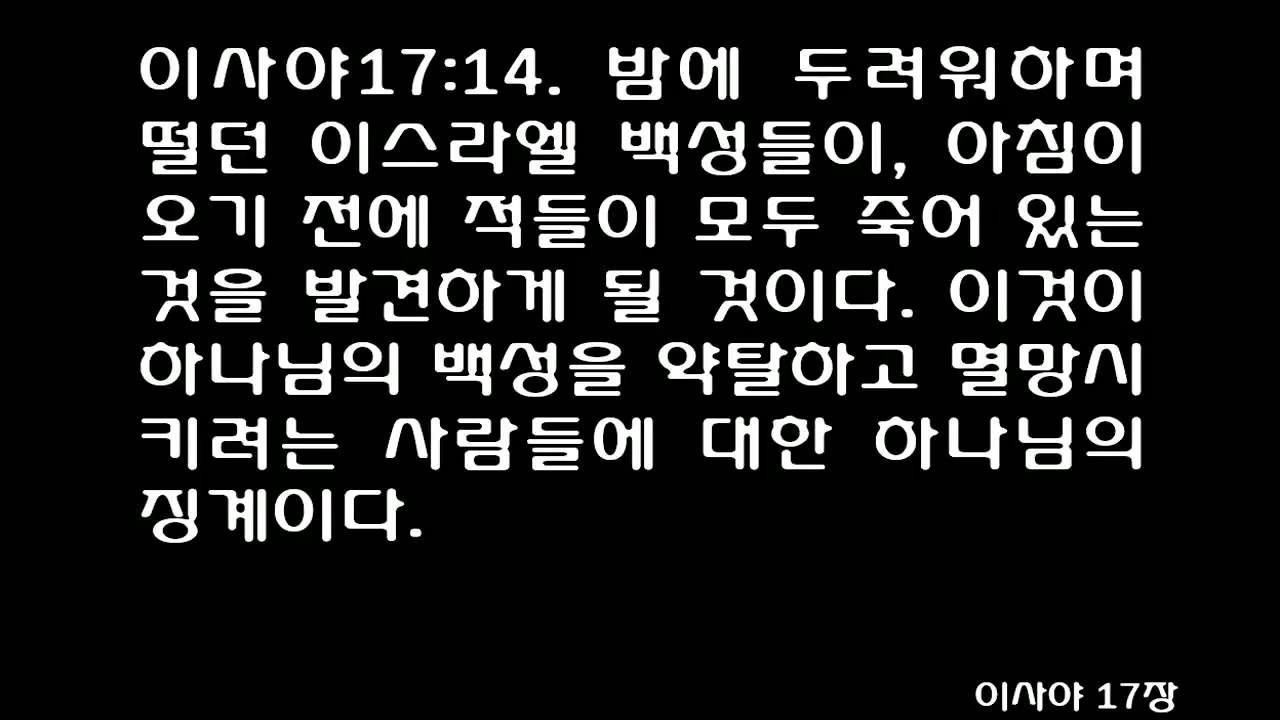 이사야17:14. 밤에 두려워하며
떨던 이스라엘 백성들이, 아침이
오기 전에 적들이 모두 죽어 있는
것을 발견하게 될 것이다. 이것이
하나님의 백성을 약탈하고 멸망시
키려는 사람들에 대한 하나님의
징계이다.
이사야 17장